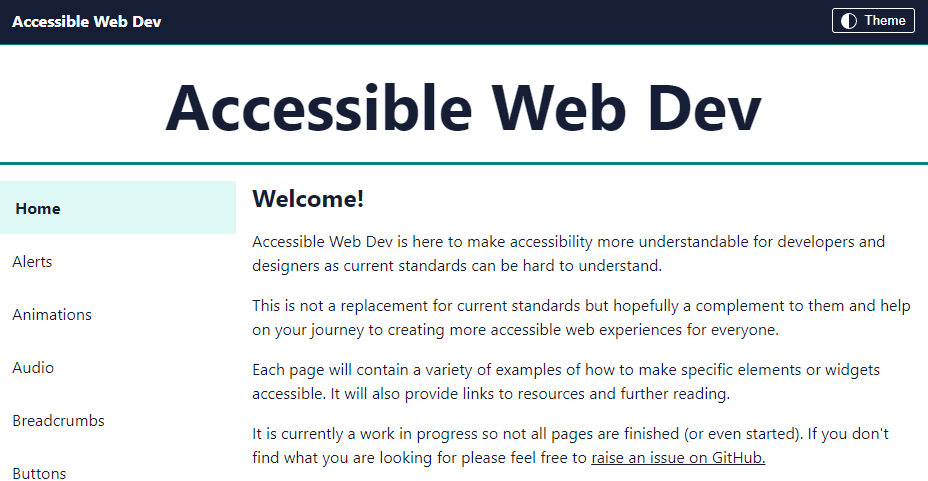 Accessible Web Dev
Theme
Accessible Web Dev
Home
Alerts
Animations
Audio
Breadcrumbs
Buttons
Welcome!
Accessible Web Dev is here to make accessibility more understandable for developers and
designers as current standards can be hard to understand.
This is not a replacement for current standards but hopefully a complement to them and help
on your journey to creating more accessible web experiences for everyone.
Each page will contain a variety of examples of how to make specific elements or widgets
accessible. It will also provide links to resources and further reading.
It is currently a work in progress so not all pages are finished (or even started). If you don't
find what you are looking for please feel free to raise an issue on GitHub.